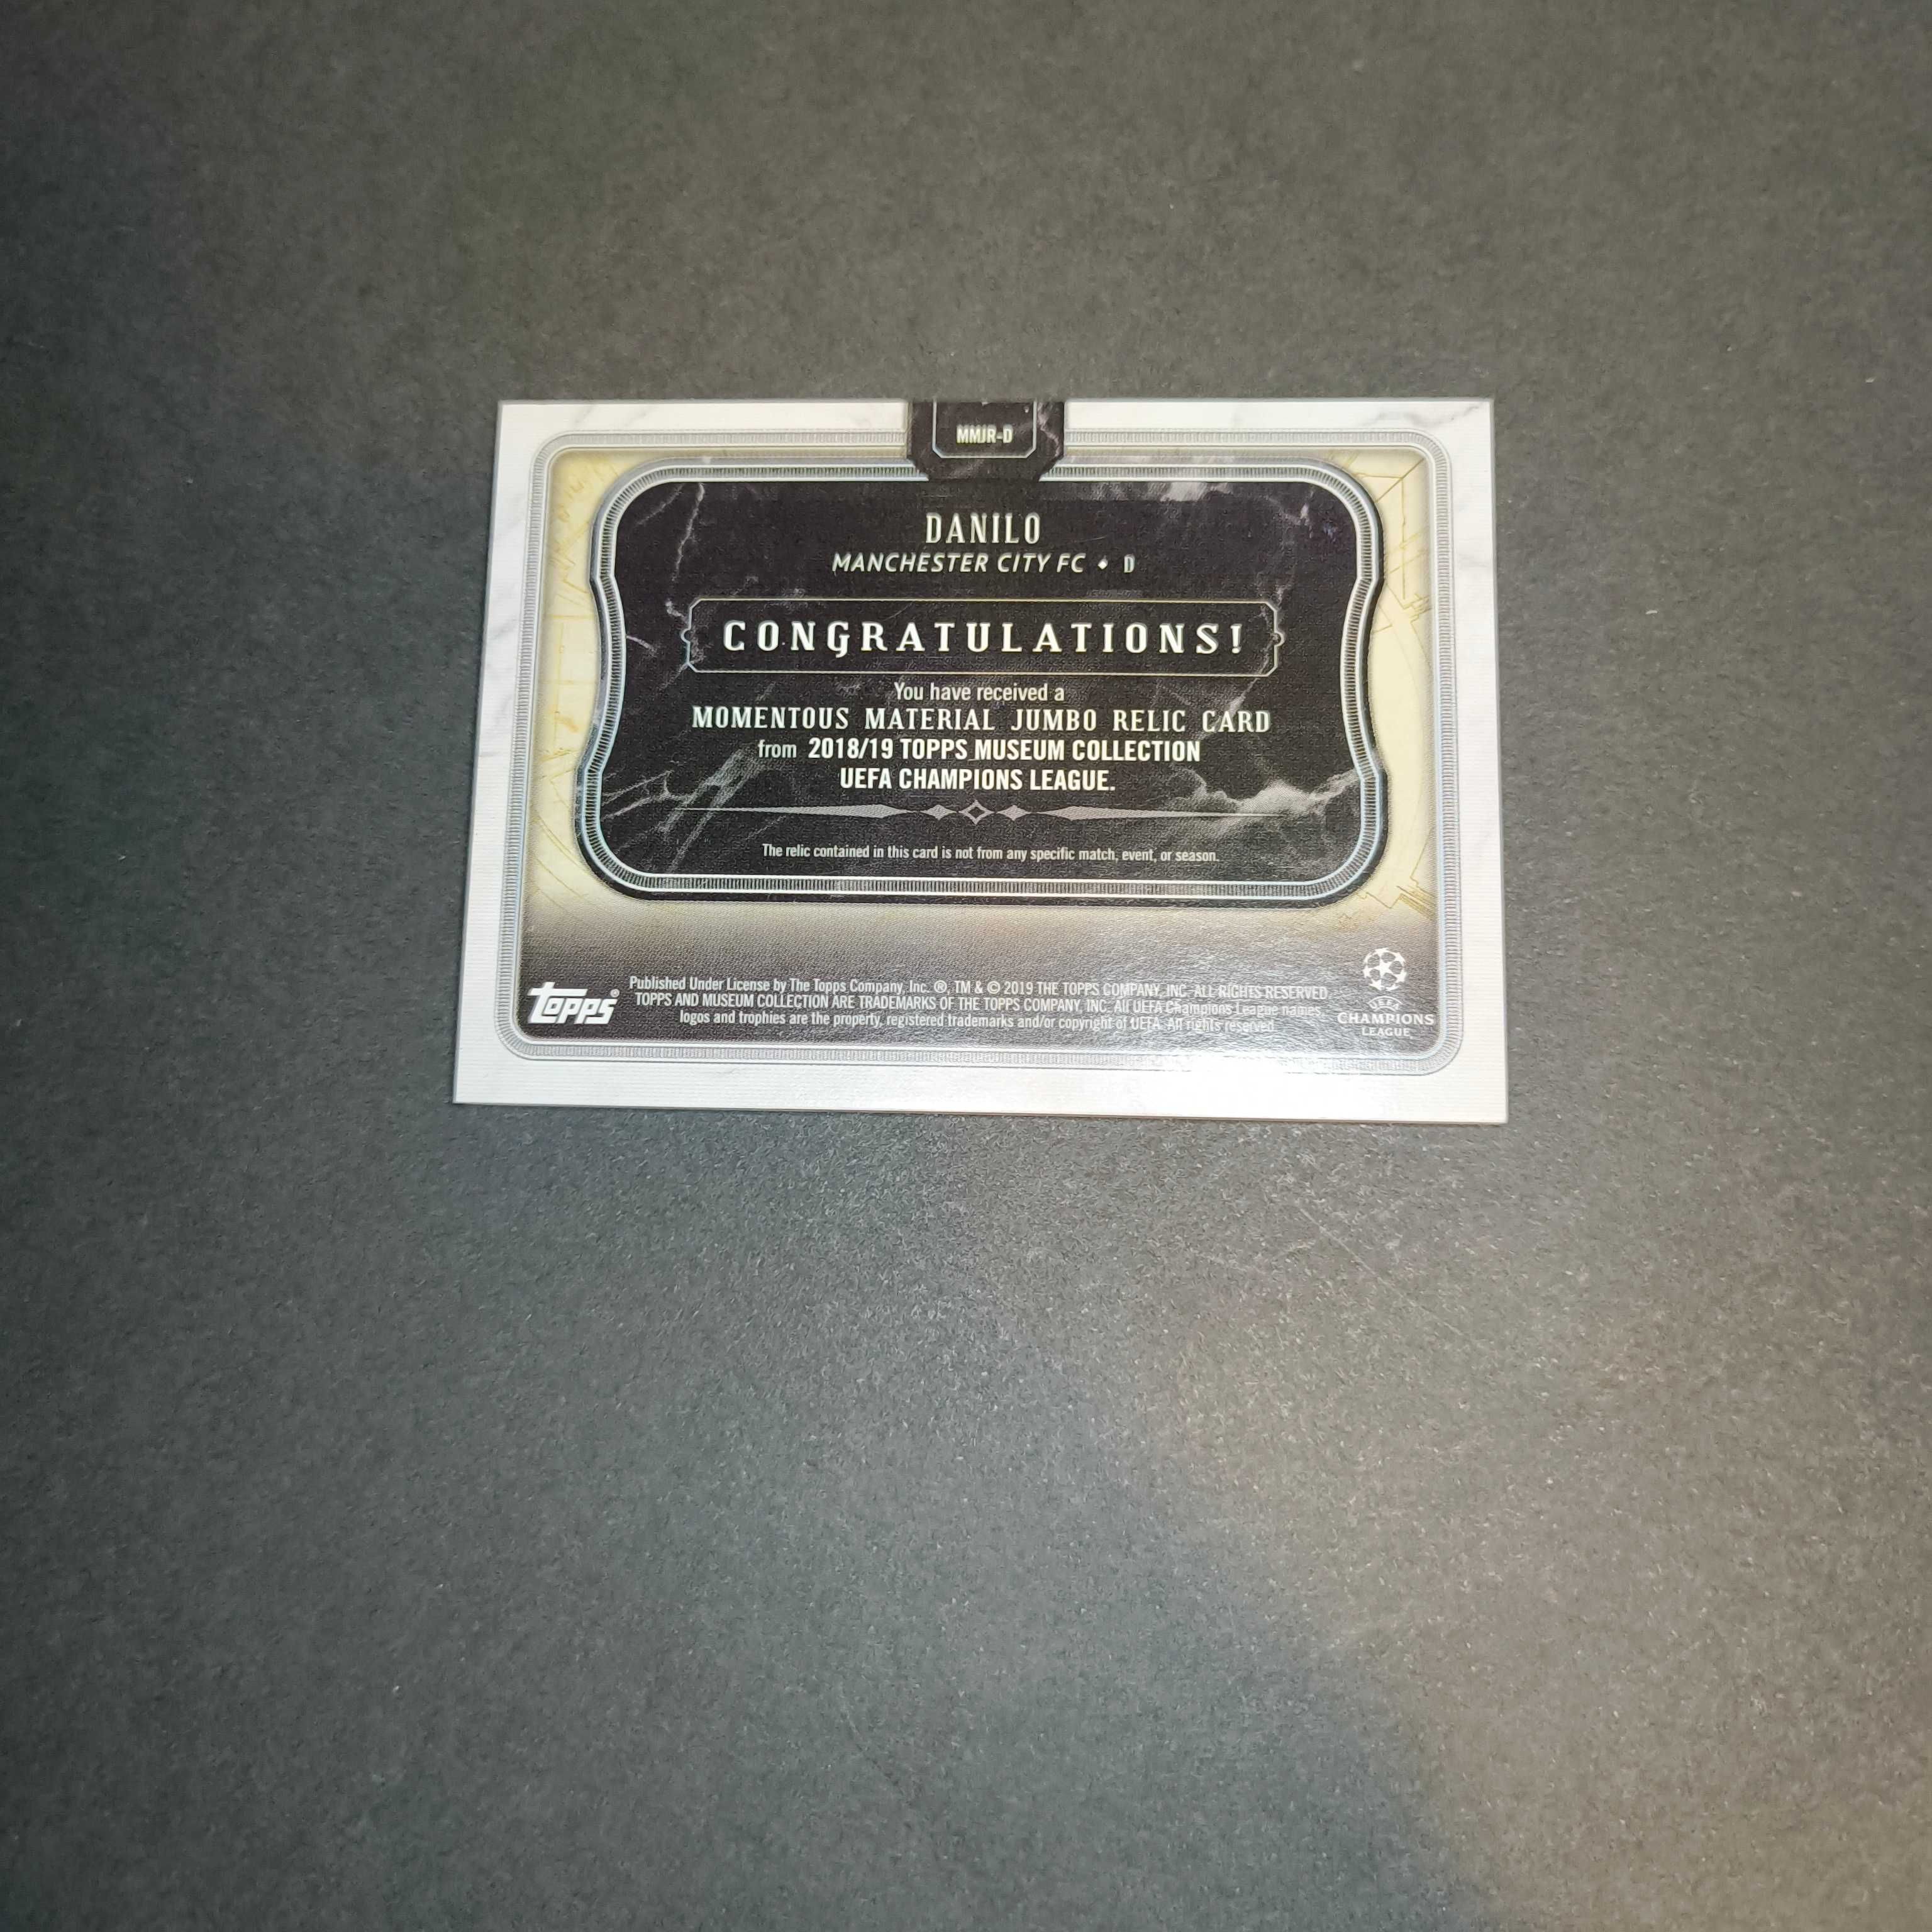 MMJR-D
DANILO
MANCHESTER CITY FC ♦ D
CONGRATULATIONS!
You have received a
MOMENTOUS MATERIAL JUMBO RELIC CARD
from 2018/19 TOPPS MUSEUM COLLECTION
UEFA CHAMPIONS LEAGUE.
The relic contained in this card is not from any specific match, event, or season.
topps®
Published Under License by The Topps Company, Inc. ®, TM & © 2019 THE TOPPS COMPANY, INC. ALL RIGHTS RESERVED.
TOPPS AND MUSEUM COLLECTION ARE TRADEMARKS OF THE TOPPS COMPANY, INC. All UEFA Champions League names,
logos and trophies are the property, registered trademarks and/or copyright of UEFA. All rights reserved.
UEFA
CHAMPIONS
LEAGUE